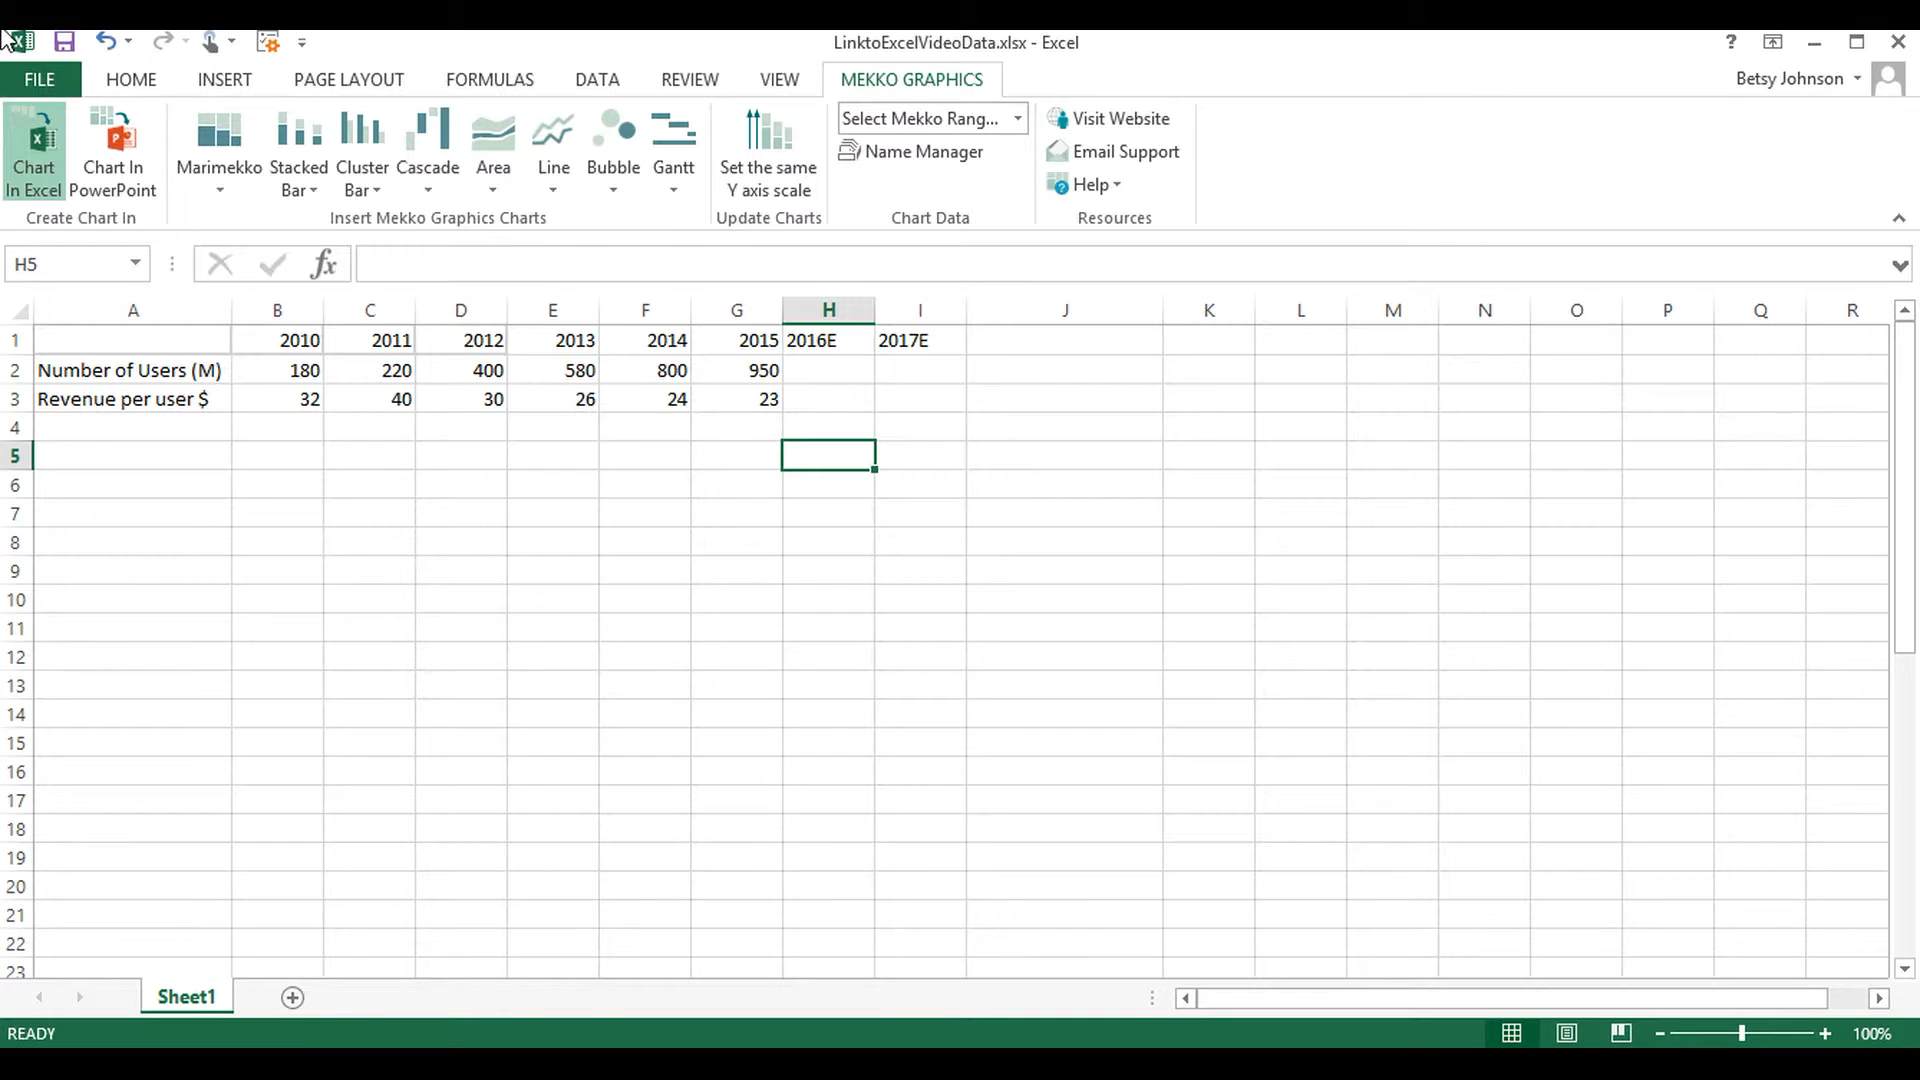 LinktoExcelVideoData.xlsx - Excel
?
FILE HOME INSERT PAGE LAYOUT FORMULAS DATA REVIEW VIEW MEKKO GRAPHICS Betsy Johnson
Chart In Excel
Chart In PowerPoint
Create Chart In
Marimekko
Stacked Bar
Cluster Bar
Cascade
Area
Line
Bubble
Gantt
Insert Mekko Graphics Charts
Set the same Y axis scale
Update Charts
Select Mekko Rang...
Name Manager
Chart Data
Visit Website
Email Support
Help
Resources
H5 fx
A B C D E F G H I J K L M N O P Q R
1 2010 2011 2012 2013 2014 2015 2016E 2017E
2 Number of Users (M) 180 220 400 580 800 950
3 Revenue per user $ 32 40 30 26 24 23
4
5
6
7
8
9
10
11
12
13
14
15
16
17
18
19
20
21
22
23
Sheet1
READY 100%